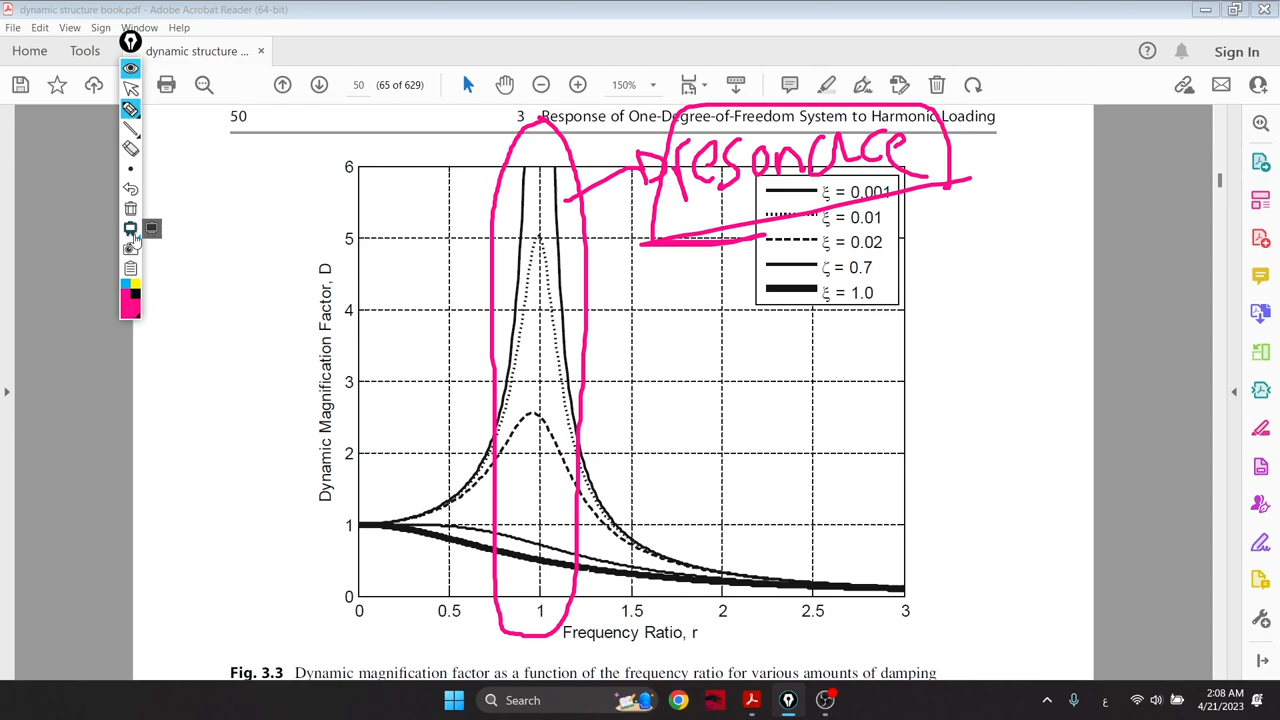 dynamic structure book.pdf - Adobe Acrobat Reader (64-bit)
File Edit View Sign Window Help
Home Tools dynamic structure ... × Sign In
50 (65 of 629) 150%
50 3 Response of One-Degree-of-Freedom System to Harmonic Loading
resonance
6
5
4
3
2
1
0
Dynamic Magnification Factor, D
ξ = 0.001
ξ = 0.01
ξ = 0.02
ζ = 0.7
ξ = 1.0
0 0.5 1 1.5 2 2.5 3
Frequency Ratio, r
Fig. 3.3 Dynamic magnification factor as a function of the frequency ratio for various amounts of damping
Search
ع
2:08 AM
4/21/2023